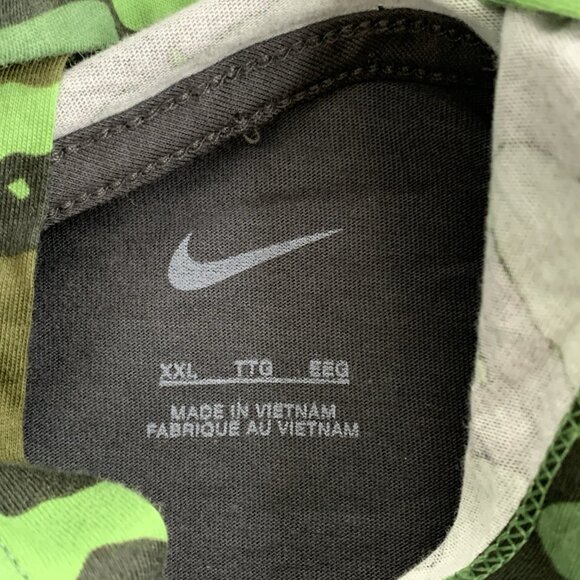 XXL TTG EEG
MADE IN VIETNAM
FABRIQUE AU VIETNAM